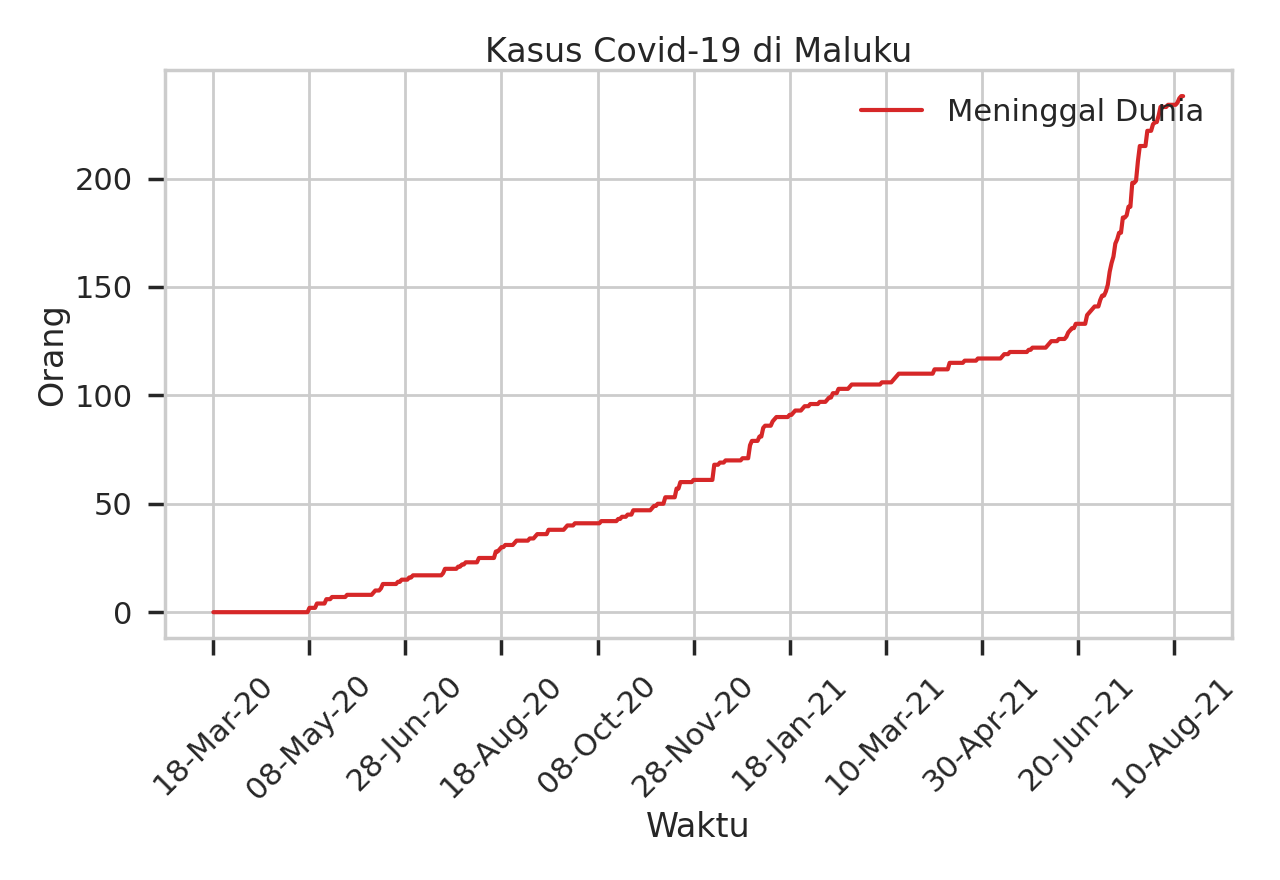 Kasus Covid-19 di Maluku
Meninggal Dunia
Orang
200
150
100
50
0
18-Mar-20
08-May-20
28-Jun-20
18-Aug-20
08-Oct-20
28-Nov-20
18-Jan-21
10-Mar-21
30-Apr-21
20-Jun-21
10-Aug-21
Waktu